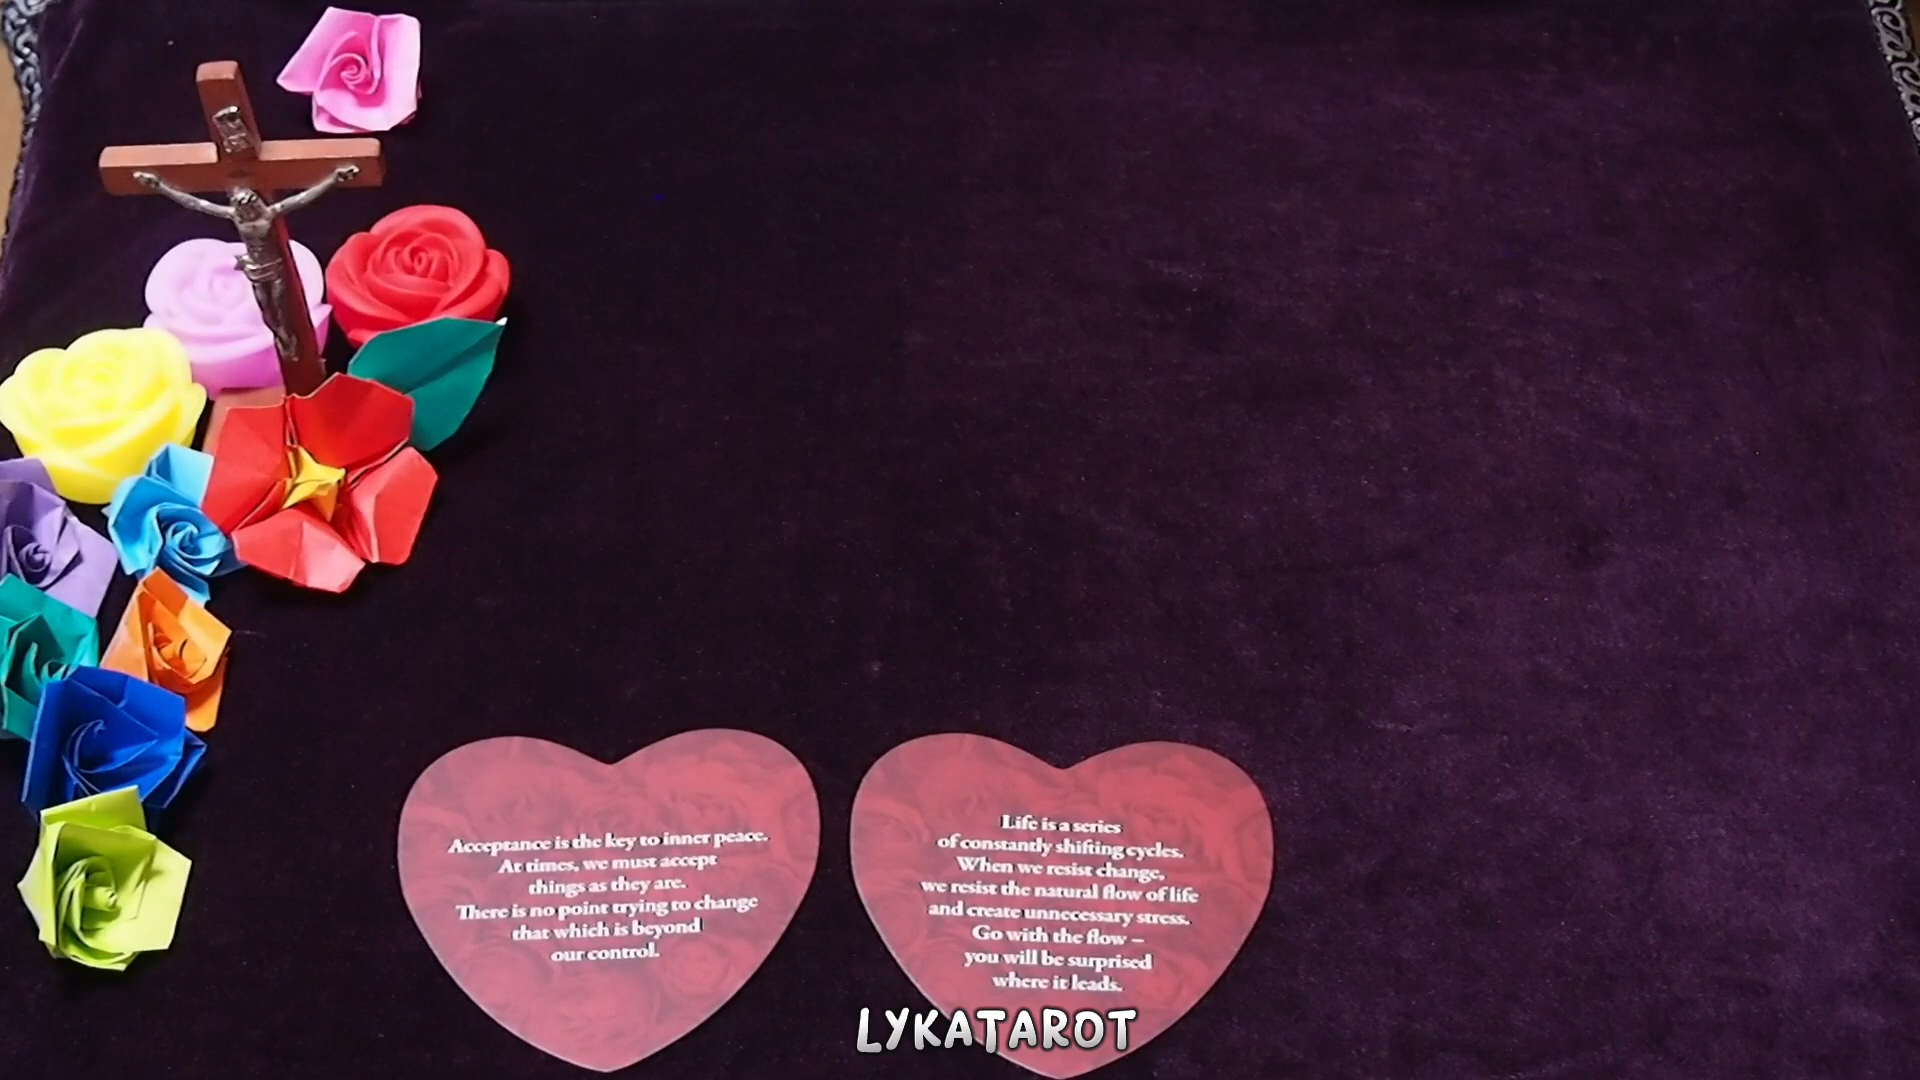 Acceptance is the key to inner peace.
At times, we must accept
things as they are.
There is no point trying to change
that which is beyond
our control.
Life is a series
of constantly shifting cycles.
When we resist change,
we resist the natural flow of life
and create unnecessary stress.
Go with the flow –
you will be surprised
where it leads.
LYKATAROT